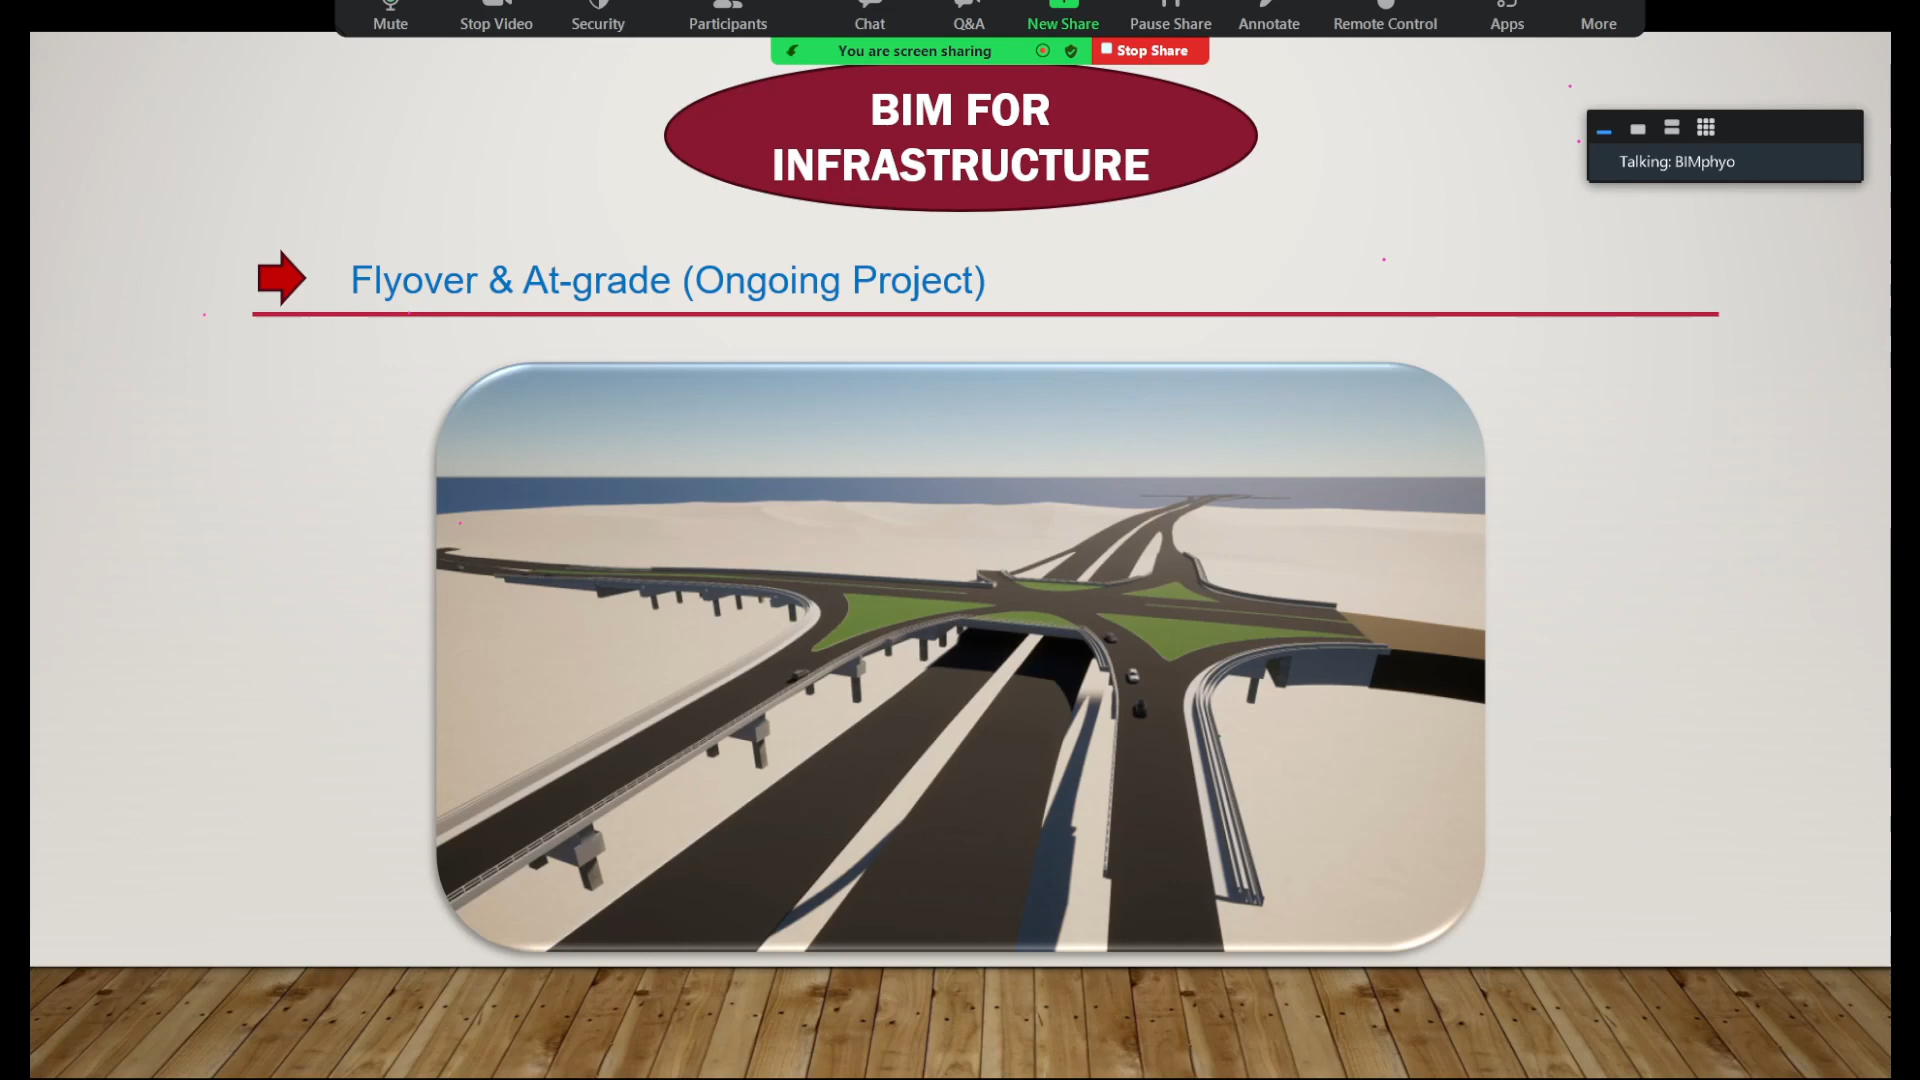 Mute Stop Video Security Participants Chat Q&A New Share Pause Share Annotate Remote Control Apps More
You are screen sharing Stop Share
BIM FOR
INFRASTRUCTURE
Talking: BIMphyo
Flyover & At-grade (Ongoing Project)